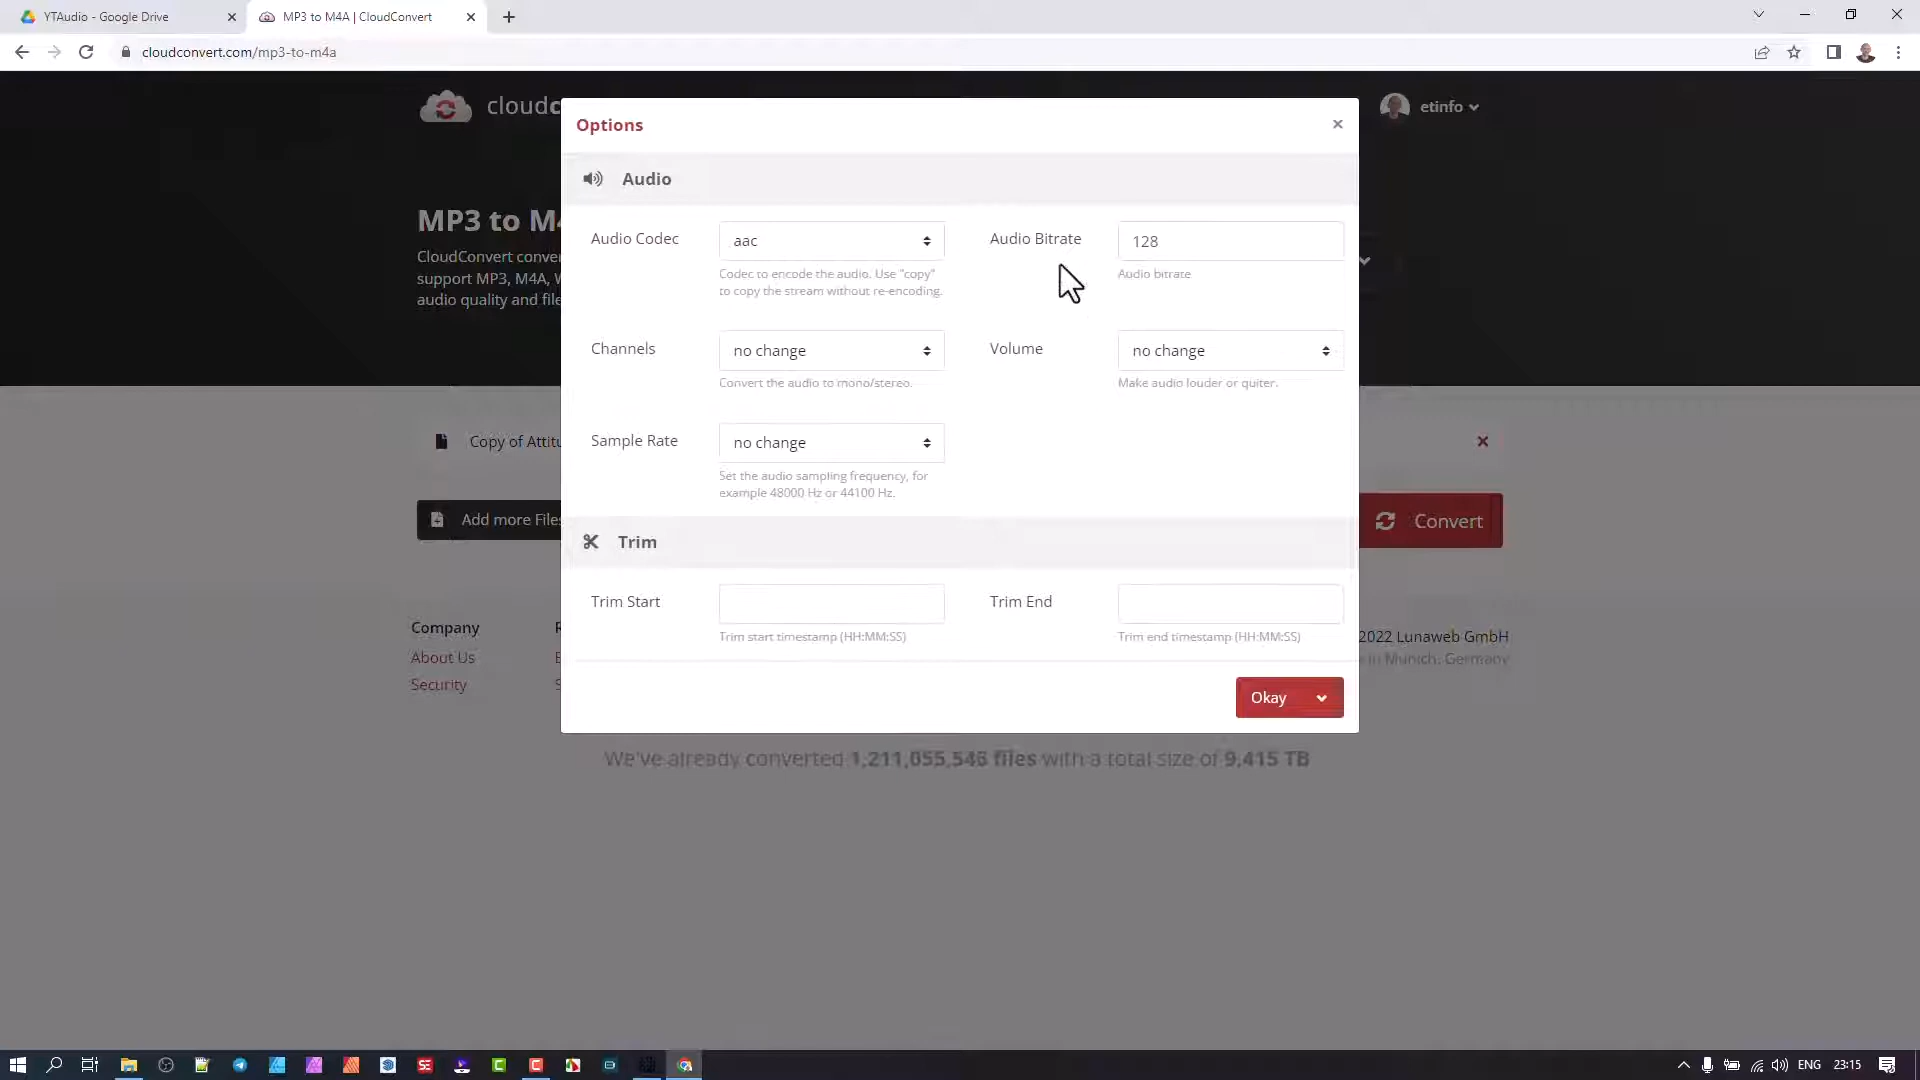 YTAudio - Google Drive
MP3 to M4A | CloudConvert
cloudconvert.com/mp3-to-m4a
cloudc
etinfo
Options
Audio
MP3 to M4
CloudConvert conver
support MP3, M4A, W
audio quality and file
Audio Codec
aac
Codec to encode the audio. Use "copy"
to copy the stream without re-encoding.
Audio Bitrate
128
Audio bitrate
Channels
no change
Convert the audio to mono/stereo.
Volume
no change
Make audio louder or quiter.
Copy of Attitu
Sample Rate
no change
Set the audio sampling frequency, for
example 48000 Hz or 44100 Hz.
Add more Files
Convert
Trim
Trim Start
Trim start timestamp (HH:MM:SS)
Trim End
Trim end timestamp (HH:MM:SS)
Company
About Us
Security
2022 Lunaweb GmbH
in Munich, Germany
Okay
We've already converted 1,211,055,546 files with a total size of 9,415 TB
ENG
23:15